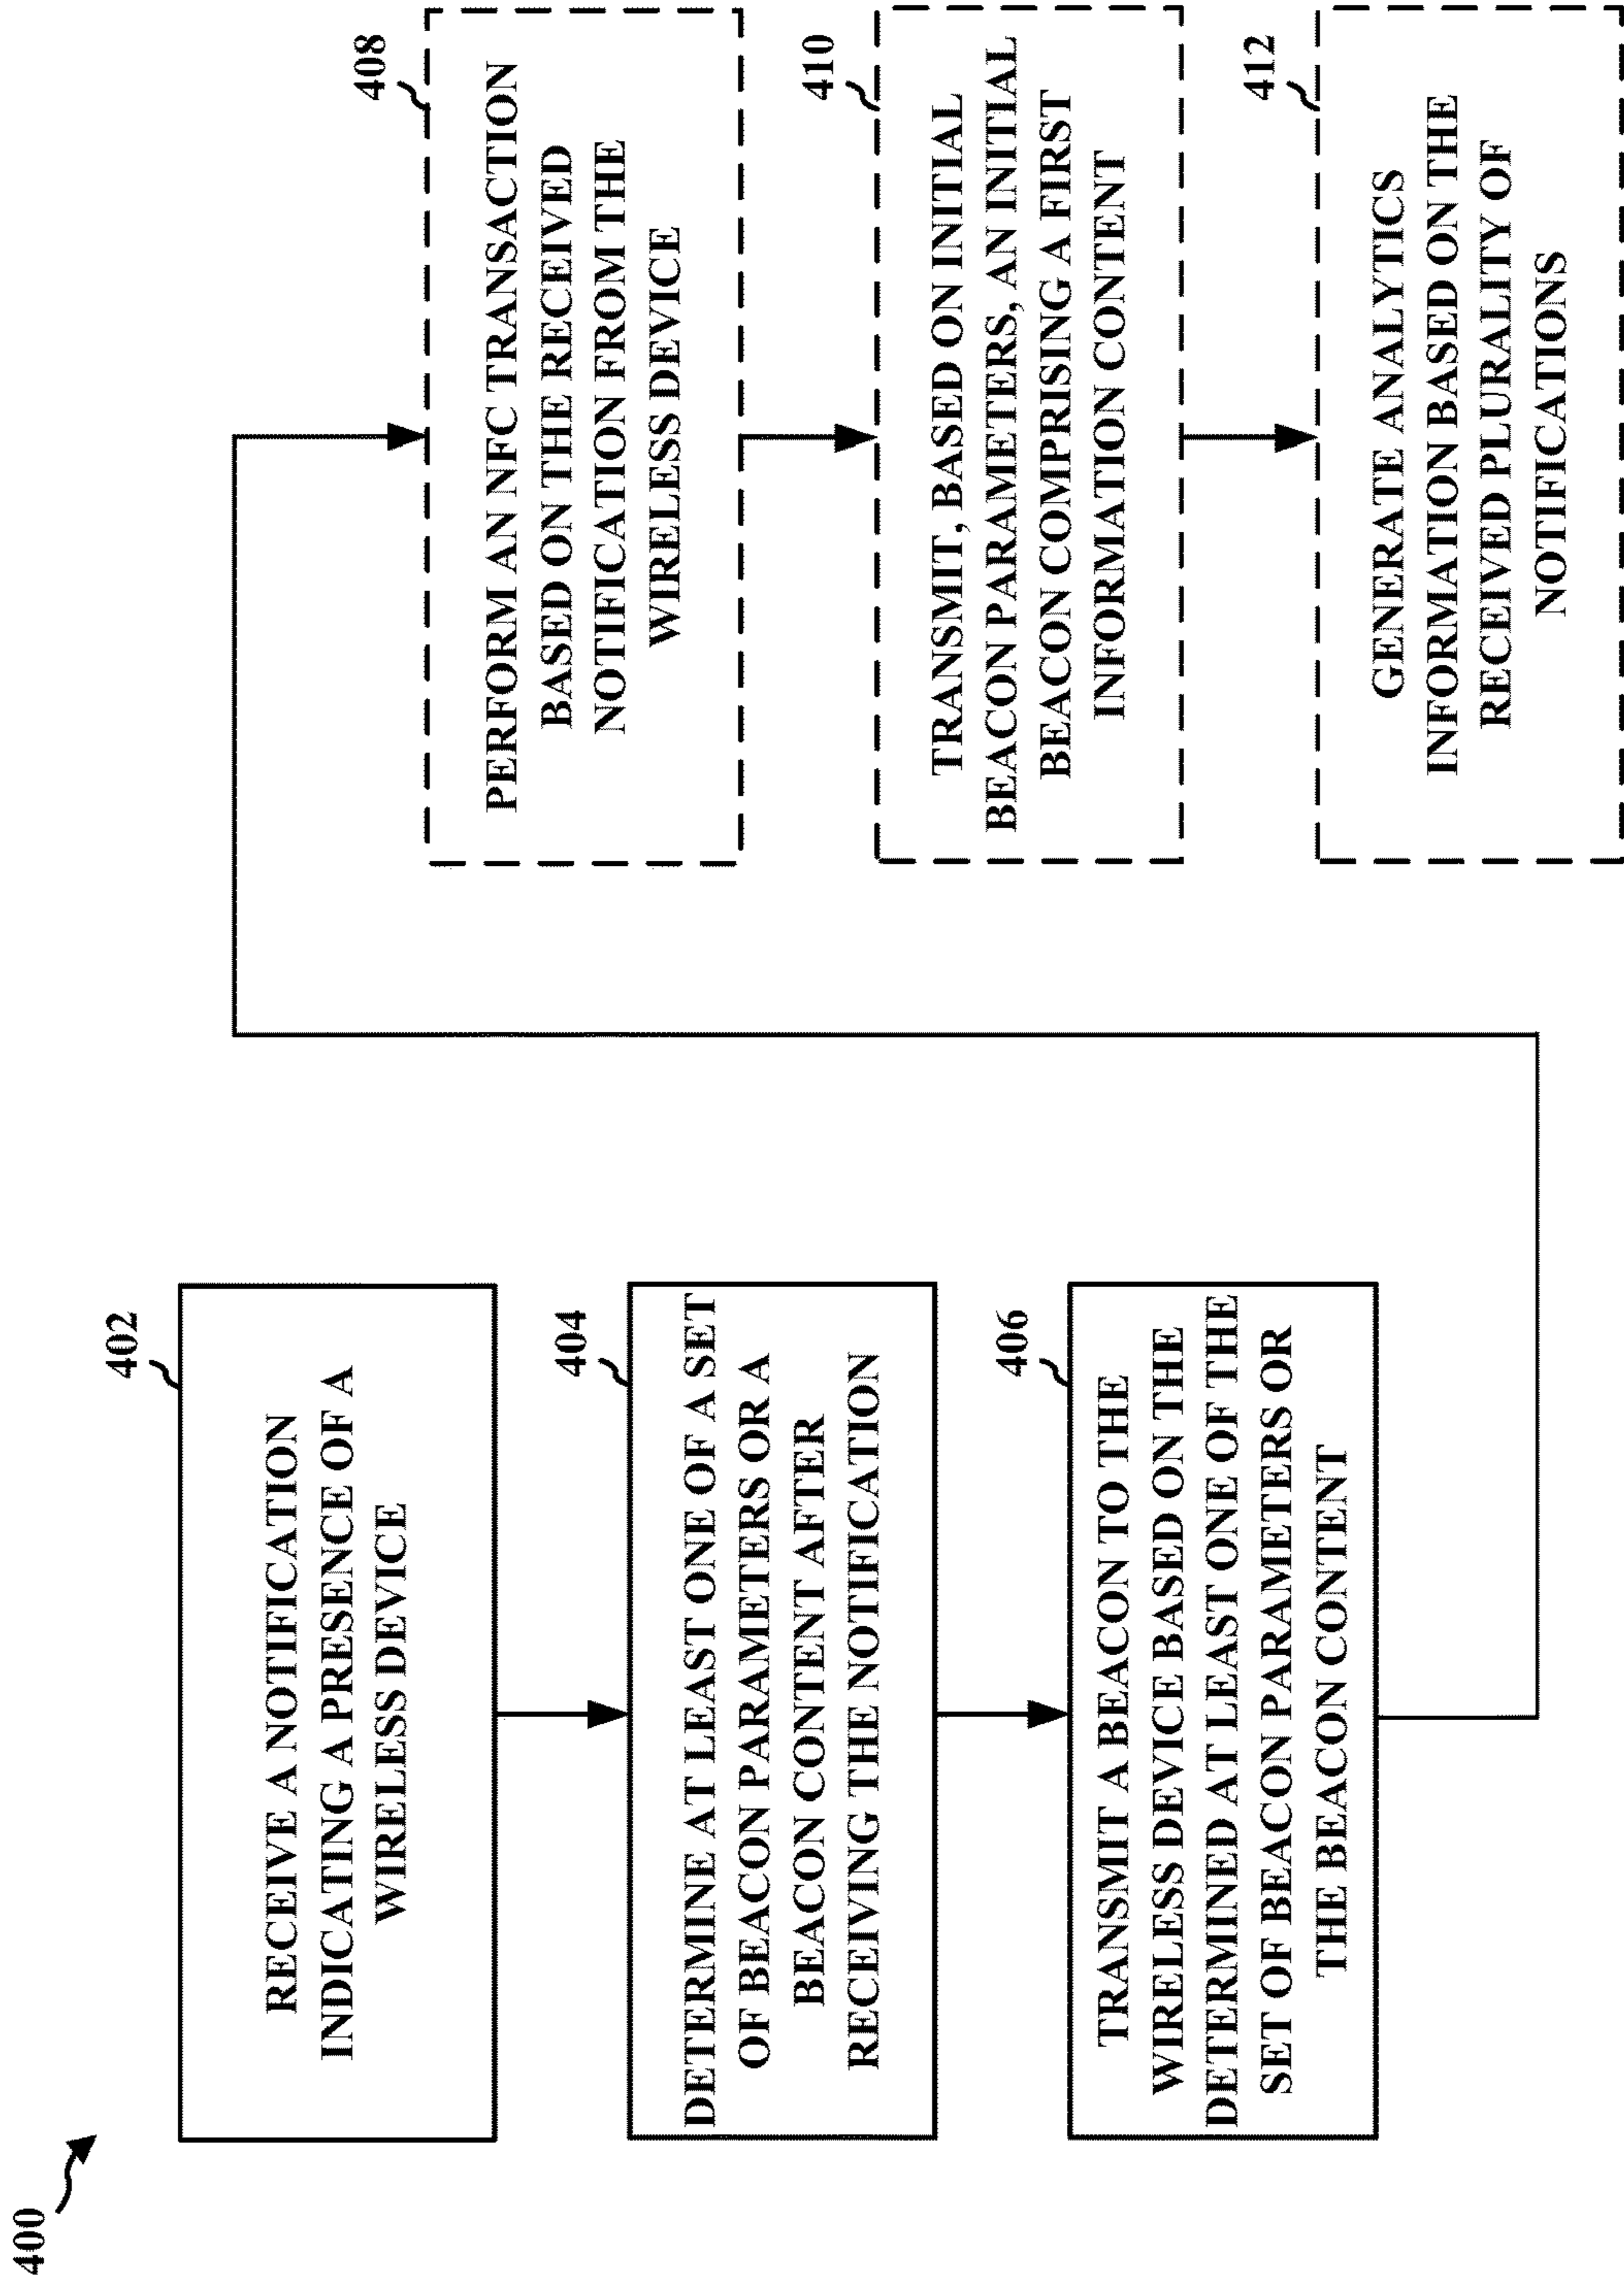 400
402
RECEIVE A NOTIFICATION
INDICATING A PRESENCE OF A
WIRELESS DEVICE
404
DETERMINE AT LEAST ONE OF A SET
OF BEACON PARAMETERS OR A
BEACON CONTENT AFTER
RECEIVING THE NOTIFICATION
406
TRANSMIT A BEACON TO THE
WIRELESS DEVICE BASED ON THE
DETERMINED AT LEAST ONE OF THE
SET OF BEACON PARAMETERS OR
THE BEACON CONTENT
408
PERFORM AN NFC TRANSACTION
BASED ON THE RECEIVED
NOTIFICATION FROM THE
WIRELESS DEVICE
410
TRANSMIT, BASED ON INITIAL
BEACON PARAMETERS, AN INITIAL
BEACON COMPRISING A FIRST
INFORMATION CONTENT
412
GENERATE ANALYTICS
INFORMATION BASED ON THE
RECEIVED PLURALITY OF
NOTIFICATIONS